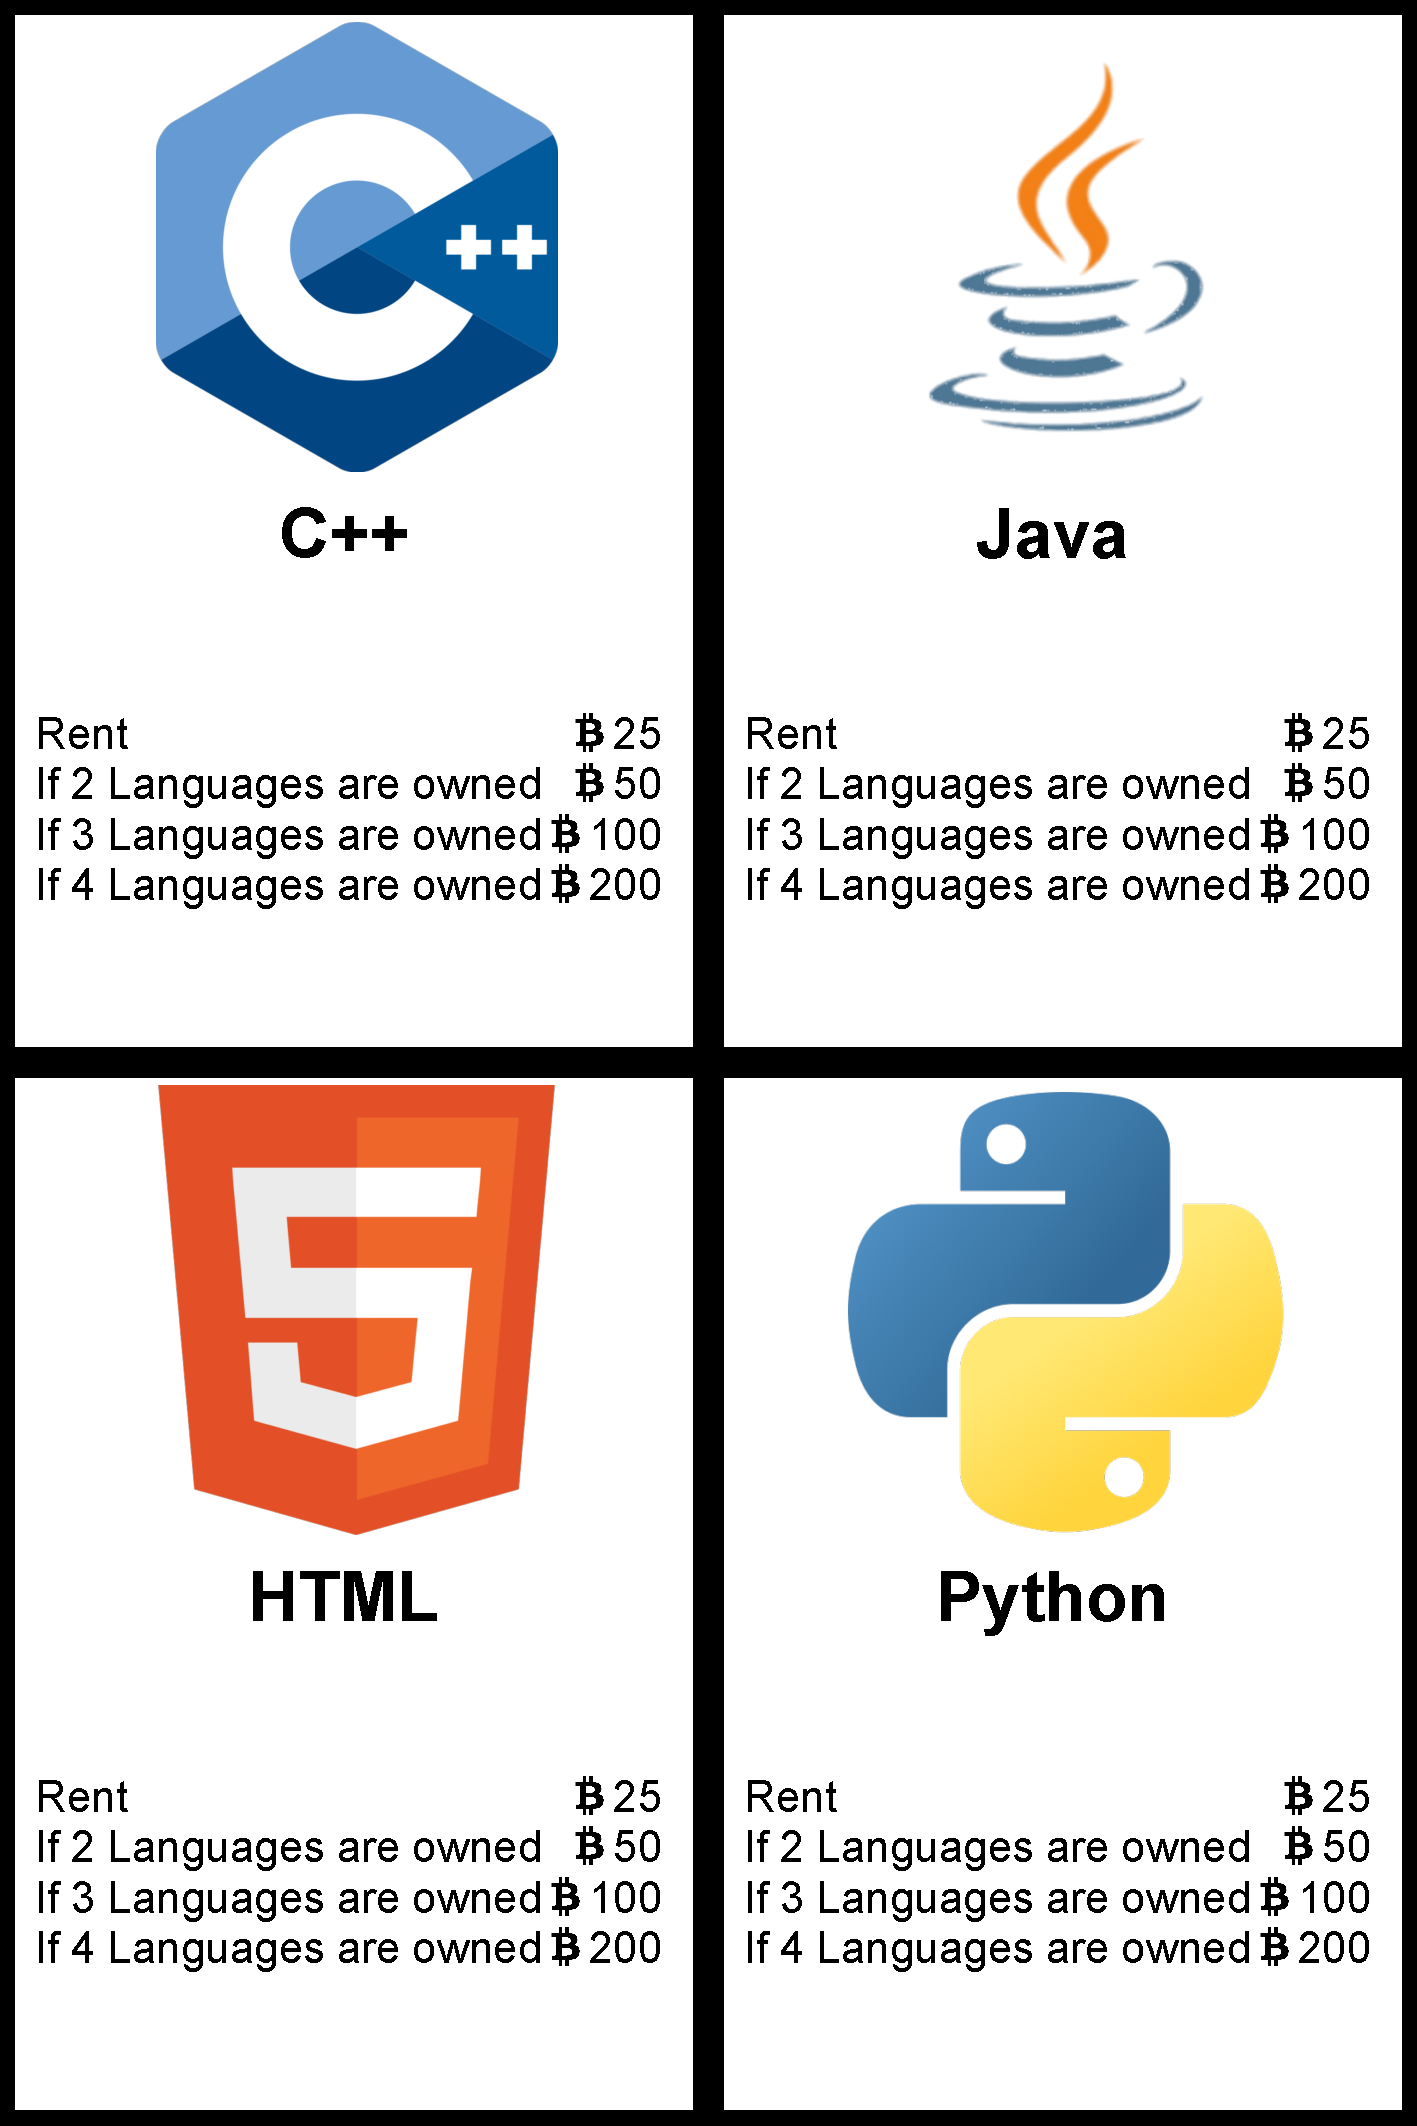 C++
C++
Rent ₿ 25
If 2 Languages are owned ₿ 50
If 3 Languages are owned ₿ 100
If 4 Languages are owned ₿ 200
Java
Rent ₿ 25
If 2 Languages are owned ₿ 50
If 3 Languages are owned ₿ 100
If 4 Languages are owned ₿ 200
5
HTML
Rent ₿ 25
If 2 Languages are owned ₿ 50
If 3 Languages are owned ₿ 100
If 4 Languages are owned ₿ 200
Python
Rent ₿ 25
If 2 Languages are owned ₿ 50
If 3 Languages are owned ₿ 100
If 4 Languages are owned ₿ 200